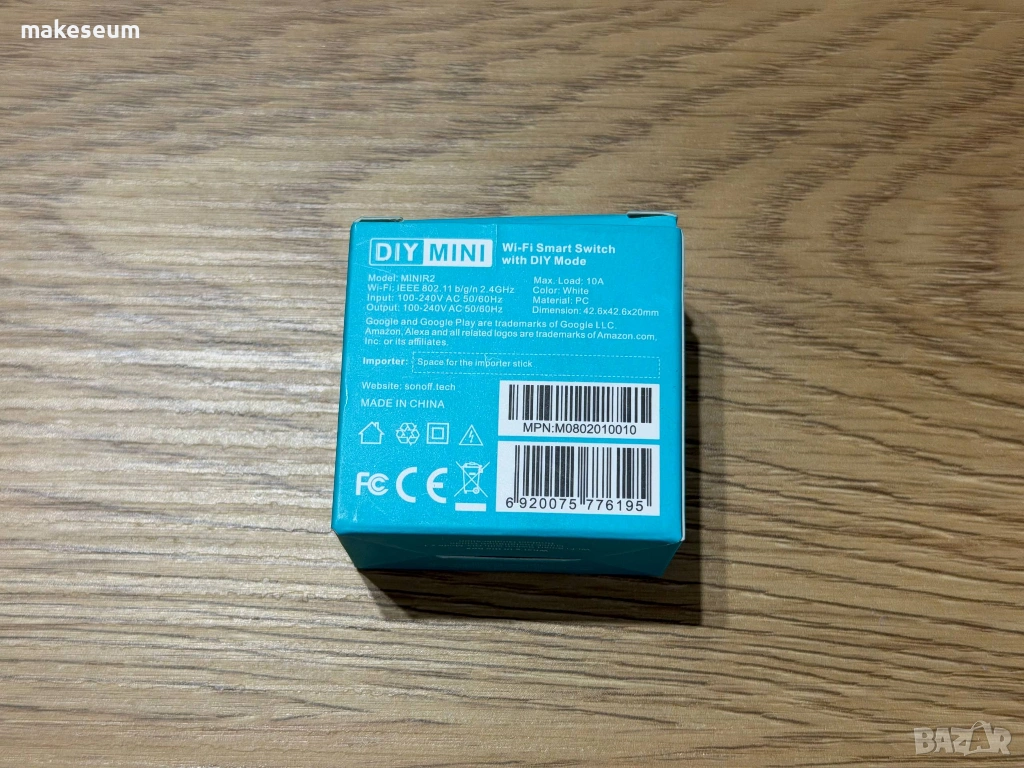 makeseum
DIY MINI
Wi-Fi Smart Switch
with DIY Mode
Model: MINIR2
Wi-Fi: IEEE 802.11 b/g/n 2.4GHz
Input: 100-240V AC 50/60Hz
Output: 100-240V AC 50/60Hz
Max. Load: 10A
Color: White
Material: PC
Dimension: 42.6x42.6x20mm
Google and Google Play are trademarks of Google LLC.
Amazon, Alexa and all related logos are trademarks of Amazon.com,
Inc. or its affiliates.
Importer: Space for the importer stick
Website: sonoff.tech
MADE IN CHINA
MPN:M0802010010
FC CE
6 920075 776195
BAZAR